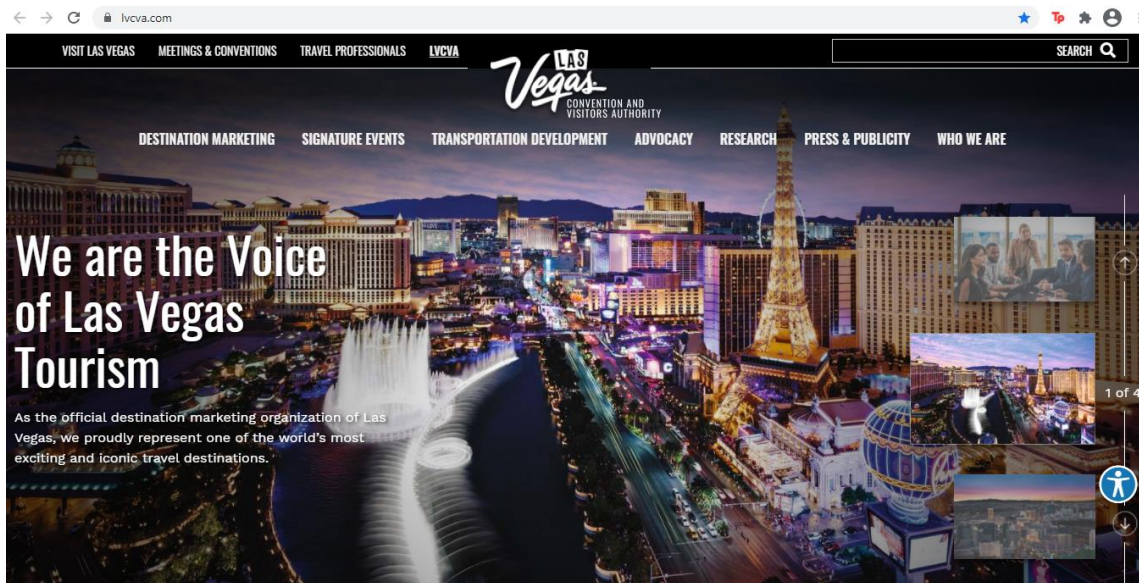 lvcva.com
Tp
VISIT LAS VEGAS MEETINGS & CONVENTIONS TRAVEL PROFESSIONALS LVCVA
SEARCH
LAS
Vegas
CONVENTION AND
VISITORS AUTHORITY
DESTINATION MARKETING SIGNATURE EVENTS TRANSPORTATION DEVELOPMENT ADVOCACY RESEARCH PRESS & PUBLICITY WHO WE ARE
We are the Voice
of Las Vegas
Tourism
As the official destination marketing organization of Las
Vegas, we proudly represent one of the world's most
exciting and iconic travel destinations.
1 of 4